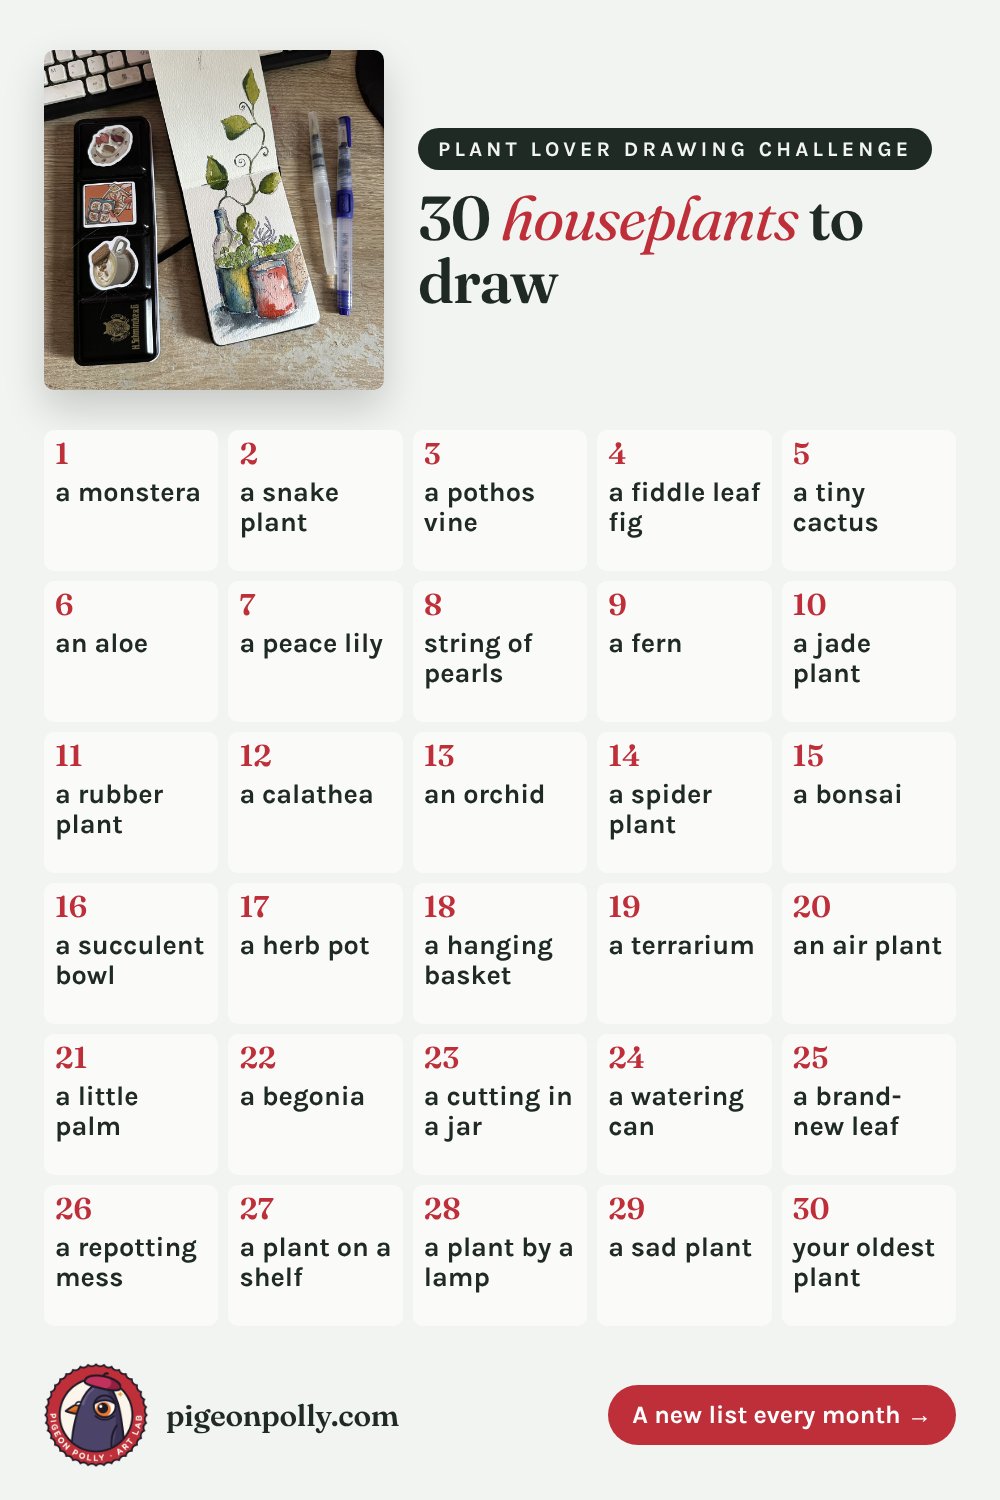 H. Schmincke & Co
PLANT LOVER DRAWING CHALLENGE
30 houseplants to
draw
1
a monstera
2
a snake
plant
3
a pothos
vine
4
a fiddle leaf
fig
5
a tiny
cactus
6
an aloe
7
a peace lily
8
string of
pearls
9
a fern
10
a jade
plant
11
a rubber
plant
12
a calathea
13
an orchid
14
a spider
plant
15
a bonsai
16
a succulent
bowl
17
a herb pot
18
a hanging
basket
19
a terrarium
20
an air plant
21
a little
palm
22
a begonia
23
a cutting in
a jar
24
a watering
can
25
a brand-
new leaf
26
a repotting
mess
27
a plant on a
shelf
28
a plant by a
lamp
29
a sad plant
30
your oldest
plant
PIGEON POLLY · ART LAB
pigeonpolly.com
A new list every month →